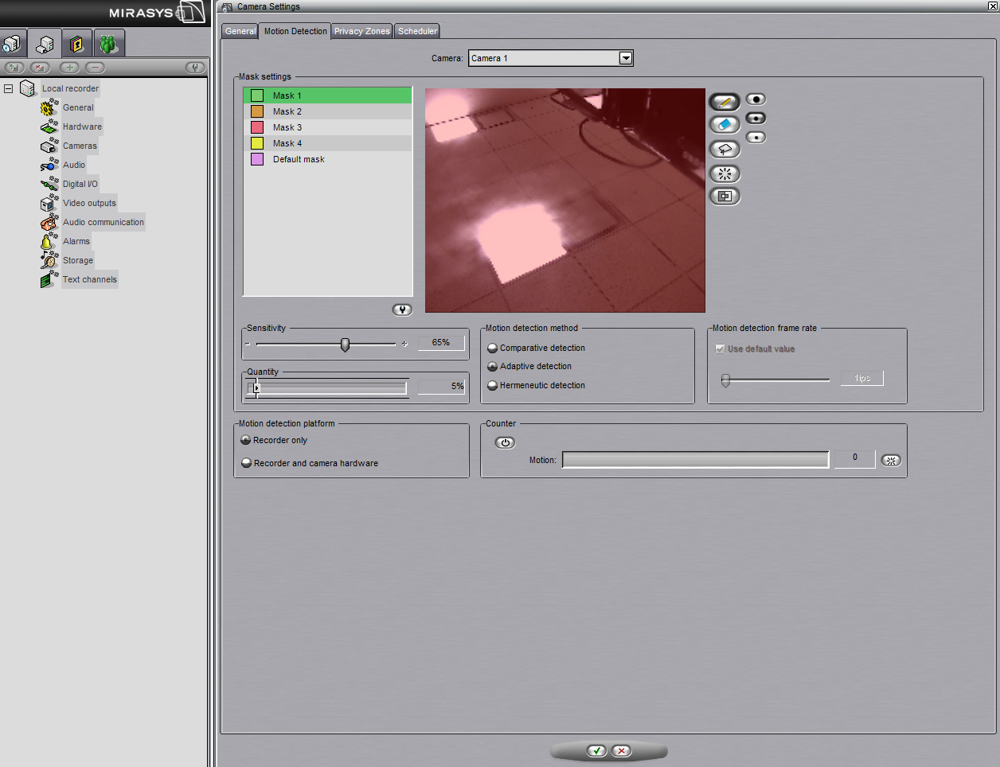 MIRASYS
Camera Settings
General
Motion Detection
Privacy Zones
Scheduler
Camera:
Camera 1
Local recorder
General
Hardware
Cameras
Audio
Digital I/O
Video outputs
Audio communication
Alarms
Storage
Text channels
Mask settings
Mask 1
Mask 2
Mask 3
Mask 4
Default mask
Sensitivity
- +
65%
Quantity
5%
Motion detection method
Comparative detection
Adaptive detection
Hermeneutic detection
Motion detection frame rate
Use default value
Motion detection platform
Recorder only
Recorder and camera hardware
Counter
Motion:
0